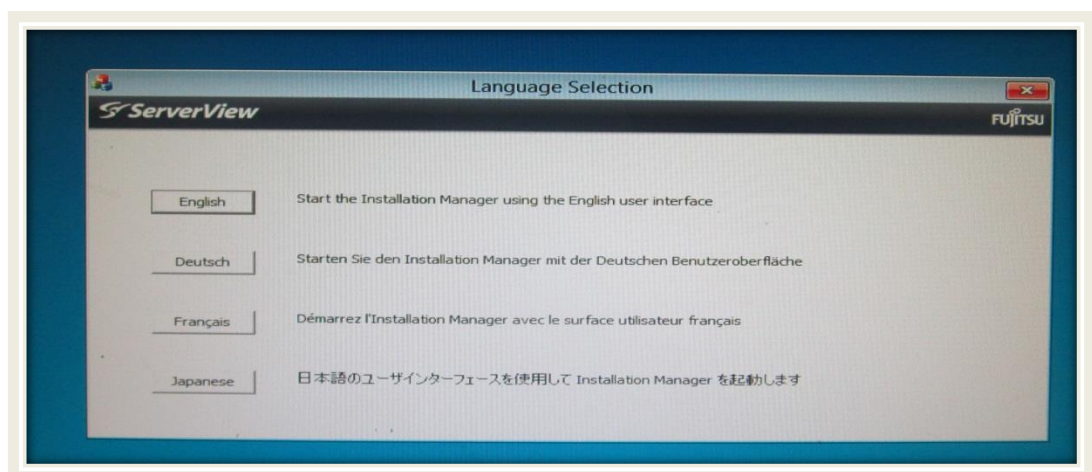 Language Selection
ServerView
FUJITSU
English Start the Installation Manager using the English user interface
Deutsch Starten Sie den Installation Manager mit der Deutschen Benutzeroberfläche
Français Démarrez l'Installation Manager avec le surface utilisateur français
Japanese 日本語のユーザインターフェースを使用して Installation Manager を起動します